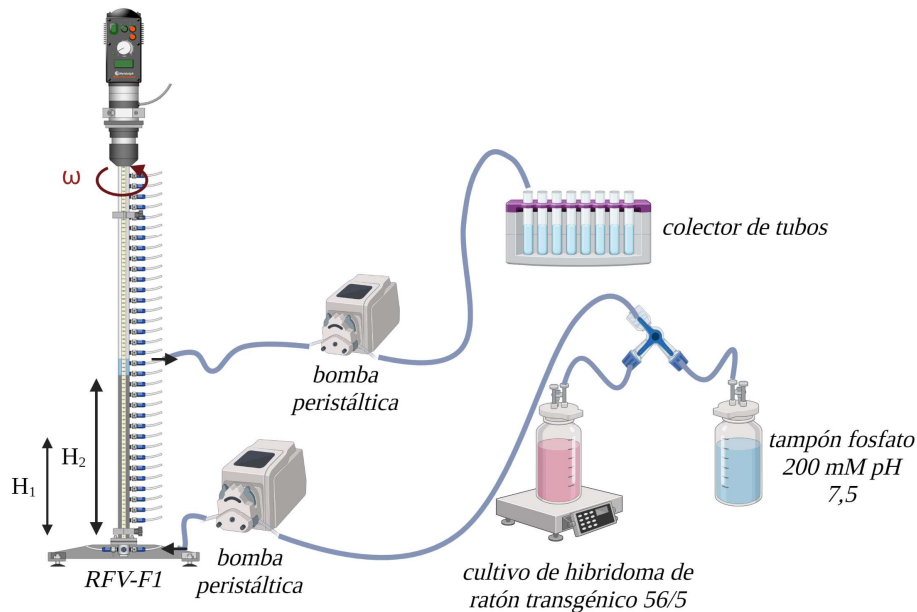 ω
colector de tubos
bomba
peristáltica
H₂
H₁
tampón fosfato
200 mM pH
7,5
bomba
peristáltica
RFV-F1
cultivo de hibridoma de
ratón transgénico 56/5